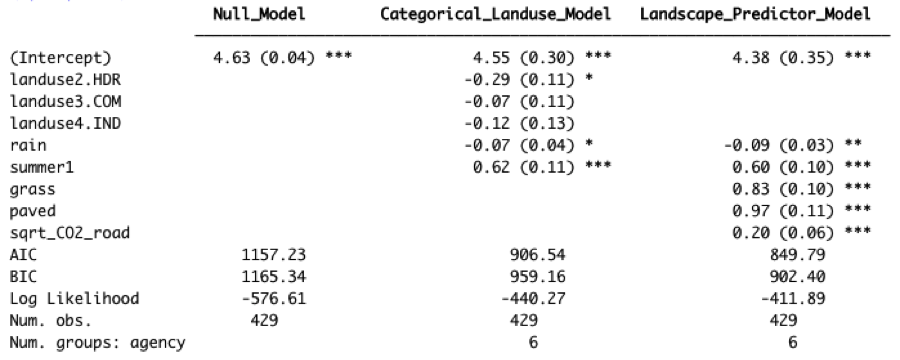 Null_Model Categorical_Landuse_Model Landscape_Predictor_Model
(Intercept) 4.63 (0.04) *** 4.55 (0.30) *** 4.38 (0.35) ***
landuse2.HDR -0.29 (0.11) *
landuse3.COM -0.07 (0.11)
landuse4.IND -0.12 (0.13)
rain -0.07 (0.04) * -0.09 (0.03) **
summer1 0.62 (0.11) *** 0.60 (0.10) ***
grass 0.83 (0.10) ***
paved 0.97 (0.11) ***
sqrt_CO2_road 0.20 (0.06) ***
AIC 1157.23 906.54 849.79
BIC 1165.34 959.16 902.40
Log Likelihood -576.61 -440.27 -411.89
Num. obs. 429 429 429
Num. groups: agency 6 6